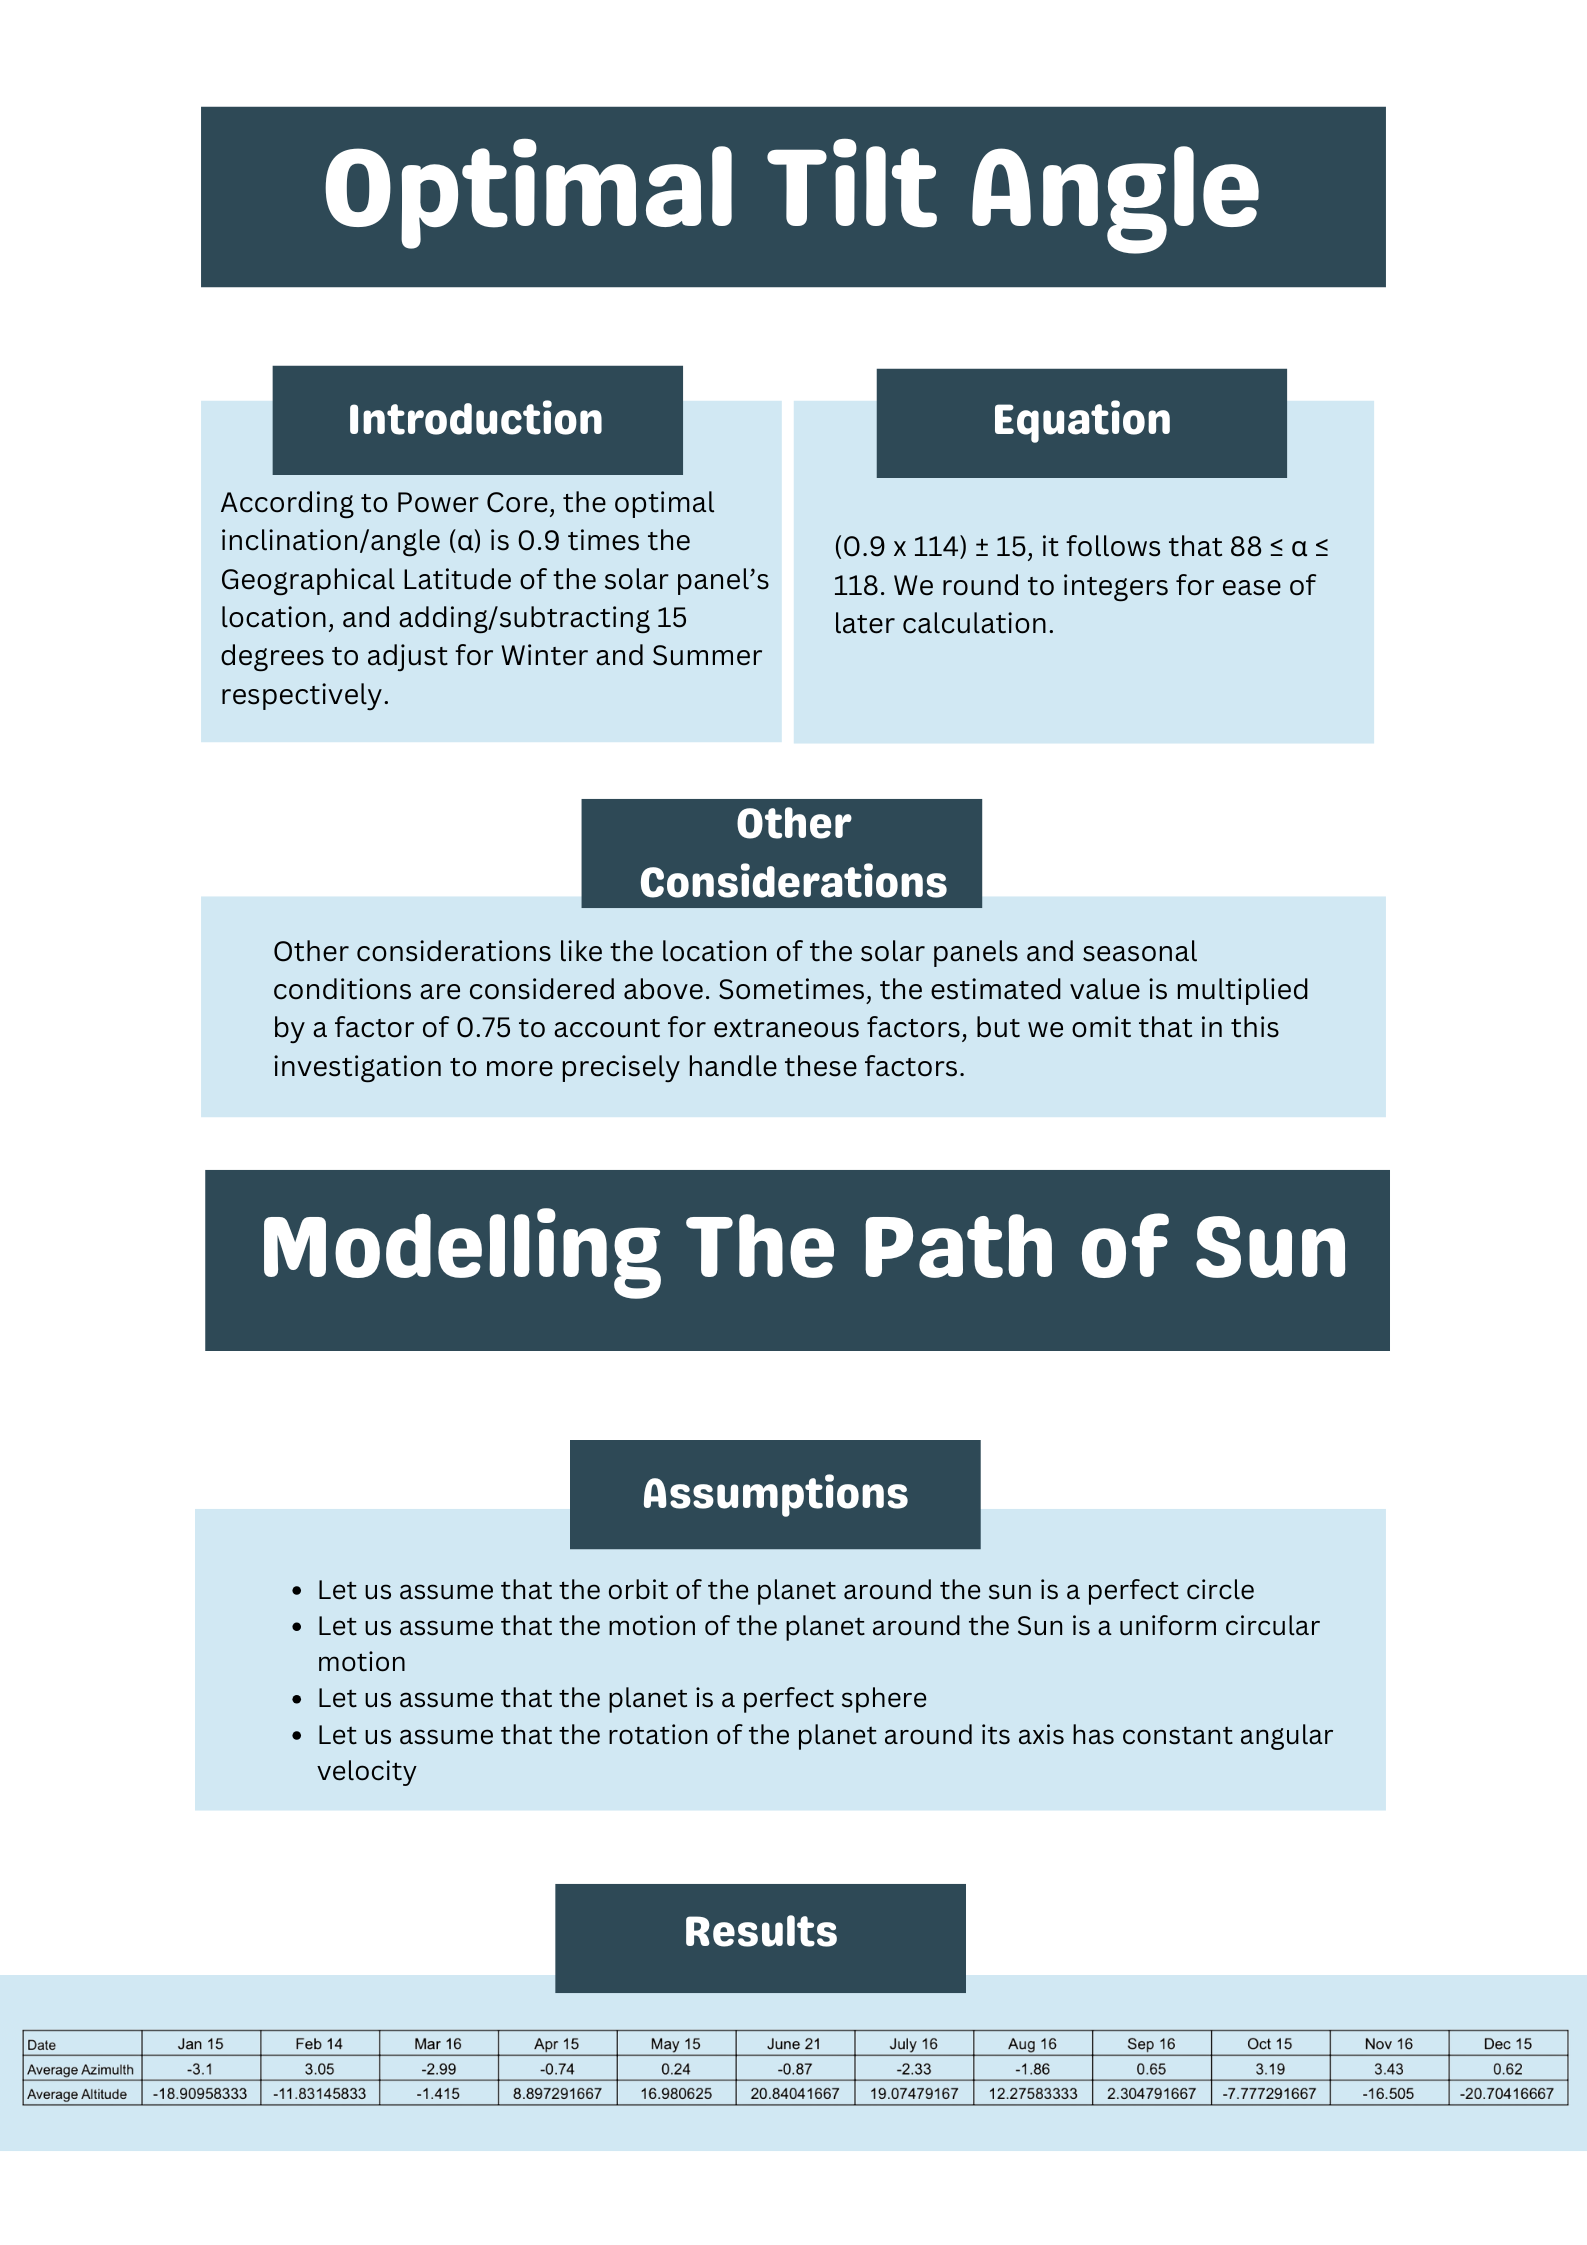 Optimal Tilt Angle
Introduction
According to Power Core, the optimal
inclination/angle (α) is 0.9 times the
Geographical Latitude of the solar panel's
location, and adding/subtracting 15
degrees to adjust for Winter and Summer
respectively.
Equation
(0.9 x 114) ± 15, it follows that 88 ≤ α ≤
118. We round to integers for ease of
later calculation.
Other
Considerations
Other considerations like the location of the solar panels and seasonal
conditions are considered above. Sometimes, the estimated value is multiplied
by a factor of 0.75 to account for extraneous factors, but we omit that in this
investigation to more precisely handle these factors.
Modelling The Path of Sun
Assumptions
• Let us assume that the orbit of the planet around the sun is a perfect circle
• Let us assume that the motion of the planet around the Sun is a uniform circular
motion
• Let us assume that the planet is a perfect sphere
• Let us assume that the rotation of the planet around its axis has constant angular
velocity
Results
Date Jan 15 Feb 14 Mar 16 Apr 15 May 15 June 21 July 16 Aug 16 Sep 16 Oct 15 Nov 16 Dec 15
Average Azimulth -3.1 3.05 -2.99 -0.74 0.24 -0.87 -2.33 -1.86 0.65 3.19 3.43 0.62
Average Altitude -18.90958333 -11.83145833 -1.415 8.897291667 16.980625 20.84041667 19.07479167 12.27583333 2.304791667 -7.777291667 -16.505 -20.70416667